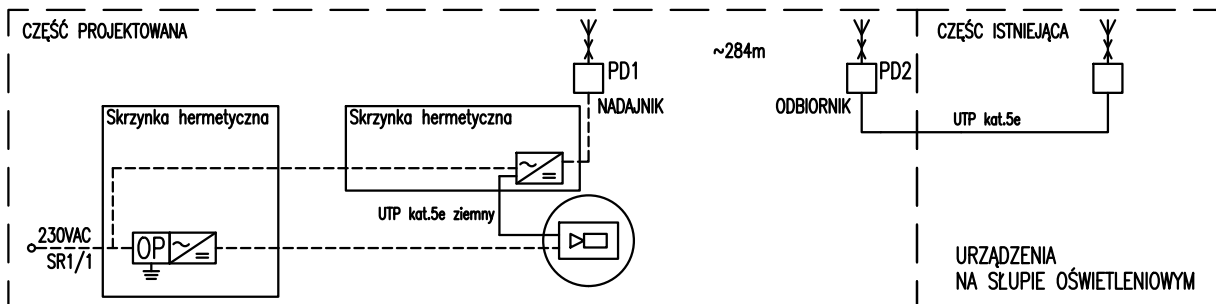 CZĘŚĆ PROJEKTOWANA
~284m
CZĘŚC ISTNIEJĄCA
PD1
PD2
NADAJNIK
ODBIORNIK
Skrzynka hermetyczna
Skrzynka hermetyczna
UTP kat.5e
UTP kat.5e ziemny
230VAC
SR1/1
OP
URZĄDZENIA
NA SŁUPIE OŚWIETLENIOWYM